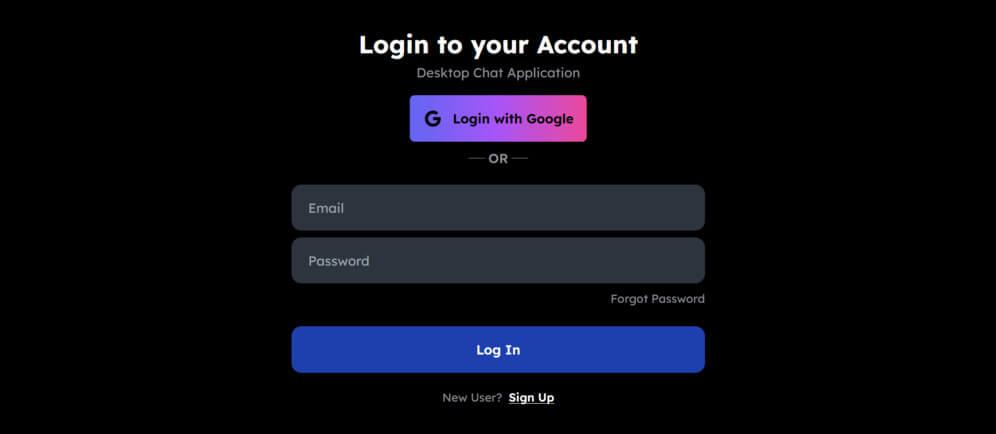 Login to your Account
Desktop Chat Application
G Login with Google
OR
Email
Password
Forgot Password
Log In
New User? Sign Up